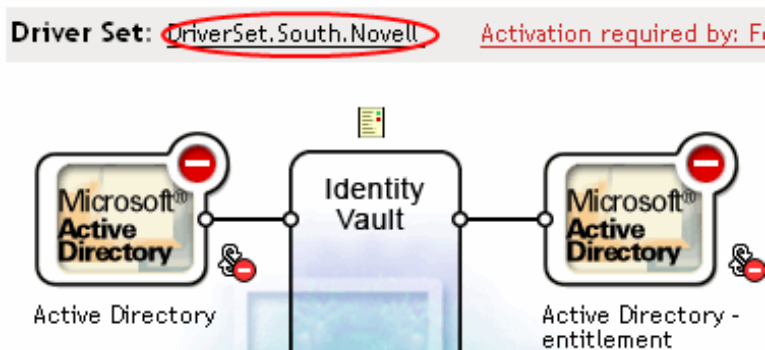 Driver Set: DriverSet.South.Novell Activation required by: F
Identity
Vault
Microsoft®
Active
Directory
Microsoft®
Active
Directory
Active Directory
Active Directory -
entitlement